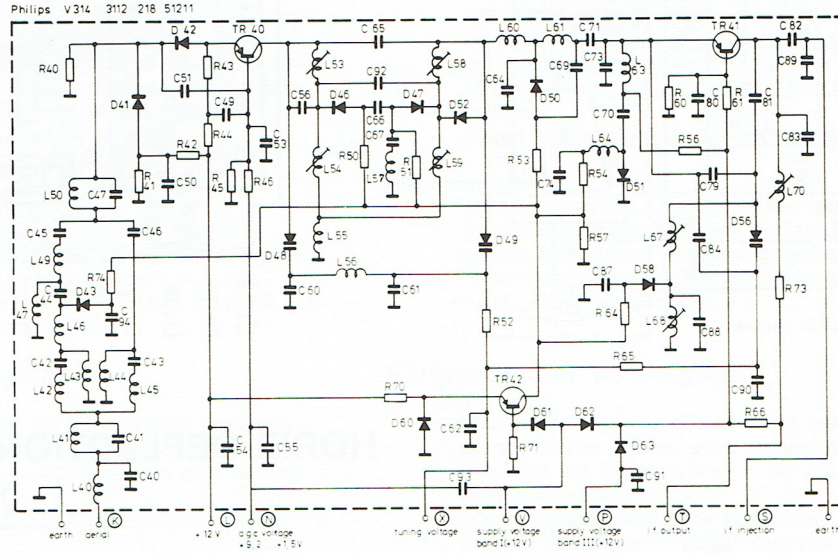 Philips V314 3112 218 51211
D42 TR40 C65 L60 L61 C71 TR41 C82
R40 R43 L53 L58 C69 C73 L63 C89
C51 C92 C64 D50 R60 C80 R61 C81
D41 C49 C56 D46 C66 D47 D52 C70
R42 R44 C53 C67 L64 R56 C83
R41 C50 R45 R46 L54 R50 L57 R51 L59 R53 C74 R54 D51 C79 L70
L50 C47
C45 C46 L55 D49 R57 L67 C84 D56
L49 D48 L56
R74 C87 D58 R73
L47 C44 D43 C94 C60 C61 R52 R64 L68 C88
L46
C42 L43 L44 C43 R65
L42 L45 R70 TR42 C90
L41 C41 C54 C55 D60 C62 R71 D61 D62 D63 R66
C40 C93 C91
L40
K L N X V P T S
earth aerial +12V a.g.c voltage tuning voltage supply voltage supply voltage i.f output i.f injection earth
+9,2 +1,5V band I(+12V) band III(+12V)